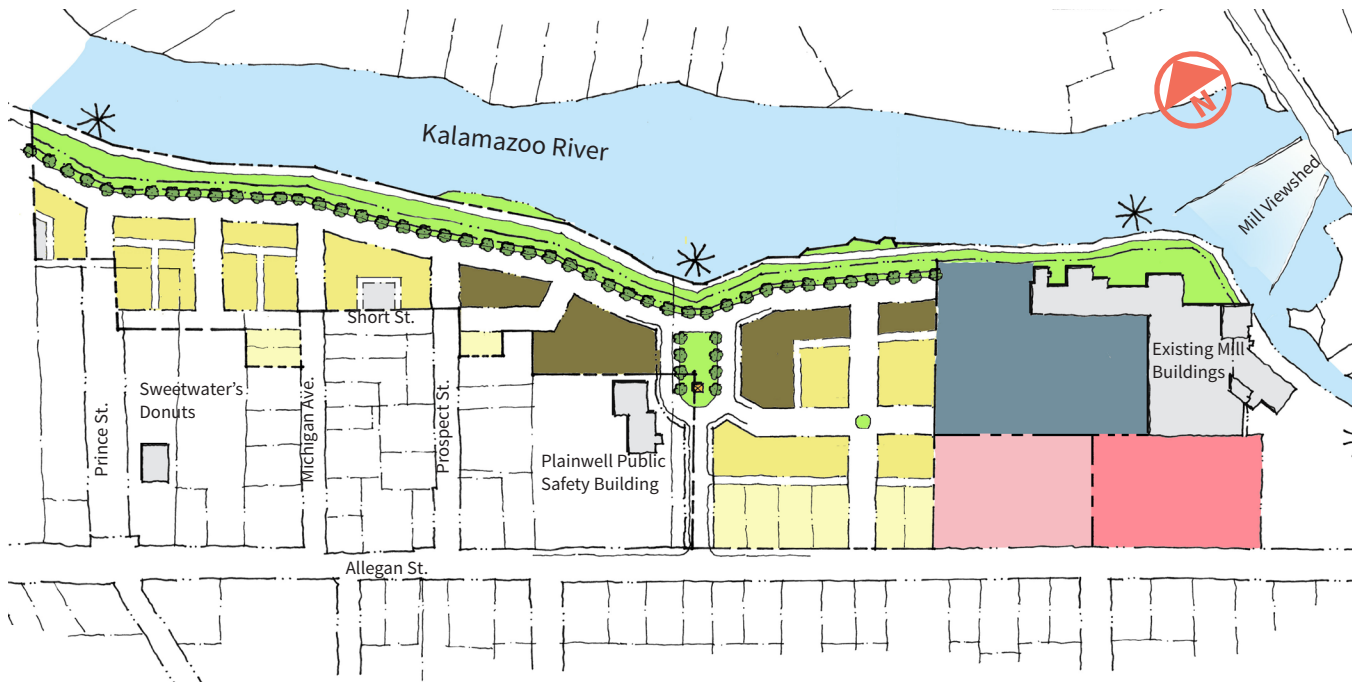 N
Kalamazoo River
Mill Viewshed
Short St.
Existing Mill
Buildings
Sweetwater's
Donuts
Prince St.
Michigan Ave.
Prospect St.
Plainwell Public
Safety Building
Allegan St.